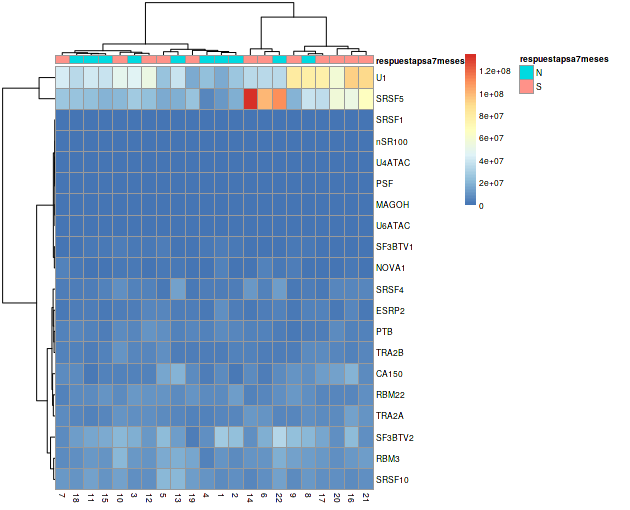 respuestapsa7meses
respuestapsa7meses
N
S
1.2e+08
1e+08
8e+07
6e+07
4e+07
2e+07
0
U1
SRSF5
SRSF1
nSR100
U4ATAC
PSF
MAGOH
U6ATAC
SF3BTV1
NOVA1
SRSF4
ESRP2
PTB
TRA2B
CA150
RBM22
TRA2A
SF3BTV2
RBM3
SRSF10
7 18 11 15 10 3 12 5 13 19 4 1 2 14 6 22 9 8 17 20 16 21